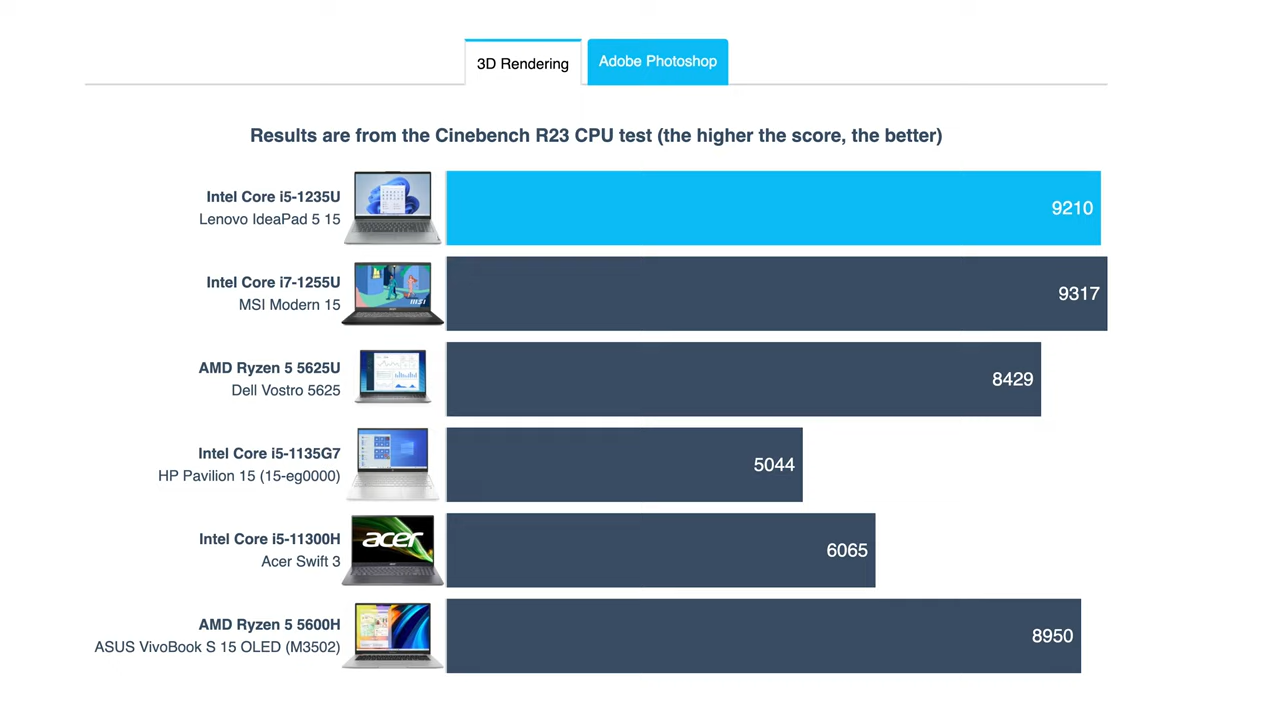 3D Rendering
Adobe Photoshop
Results are from the Cinebench R23 CPU test (the higher the score, the better)
Intel Core i5-1235U
Lenovo IdeaPad 5 15
9210
Intel Core i7-1255U
MSI Modern 15
msi
9317
AMD Ryzen 5 5625U
Dell Vostro 5625
8429
Intel Core i5-1135G7
HP Pavilion 15 (15-eg0000)
5044
Intel Core i5-11300H
Acer Swift 3
acer
6065
AMD Ryzen 5 5600H
ASUS VivoBook S 15 OLED (M3502)
8950